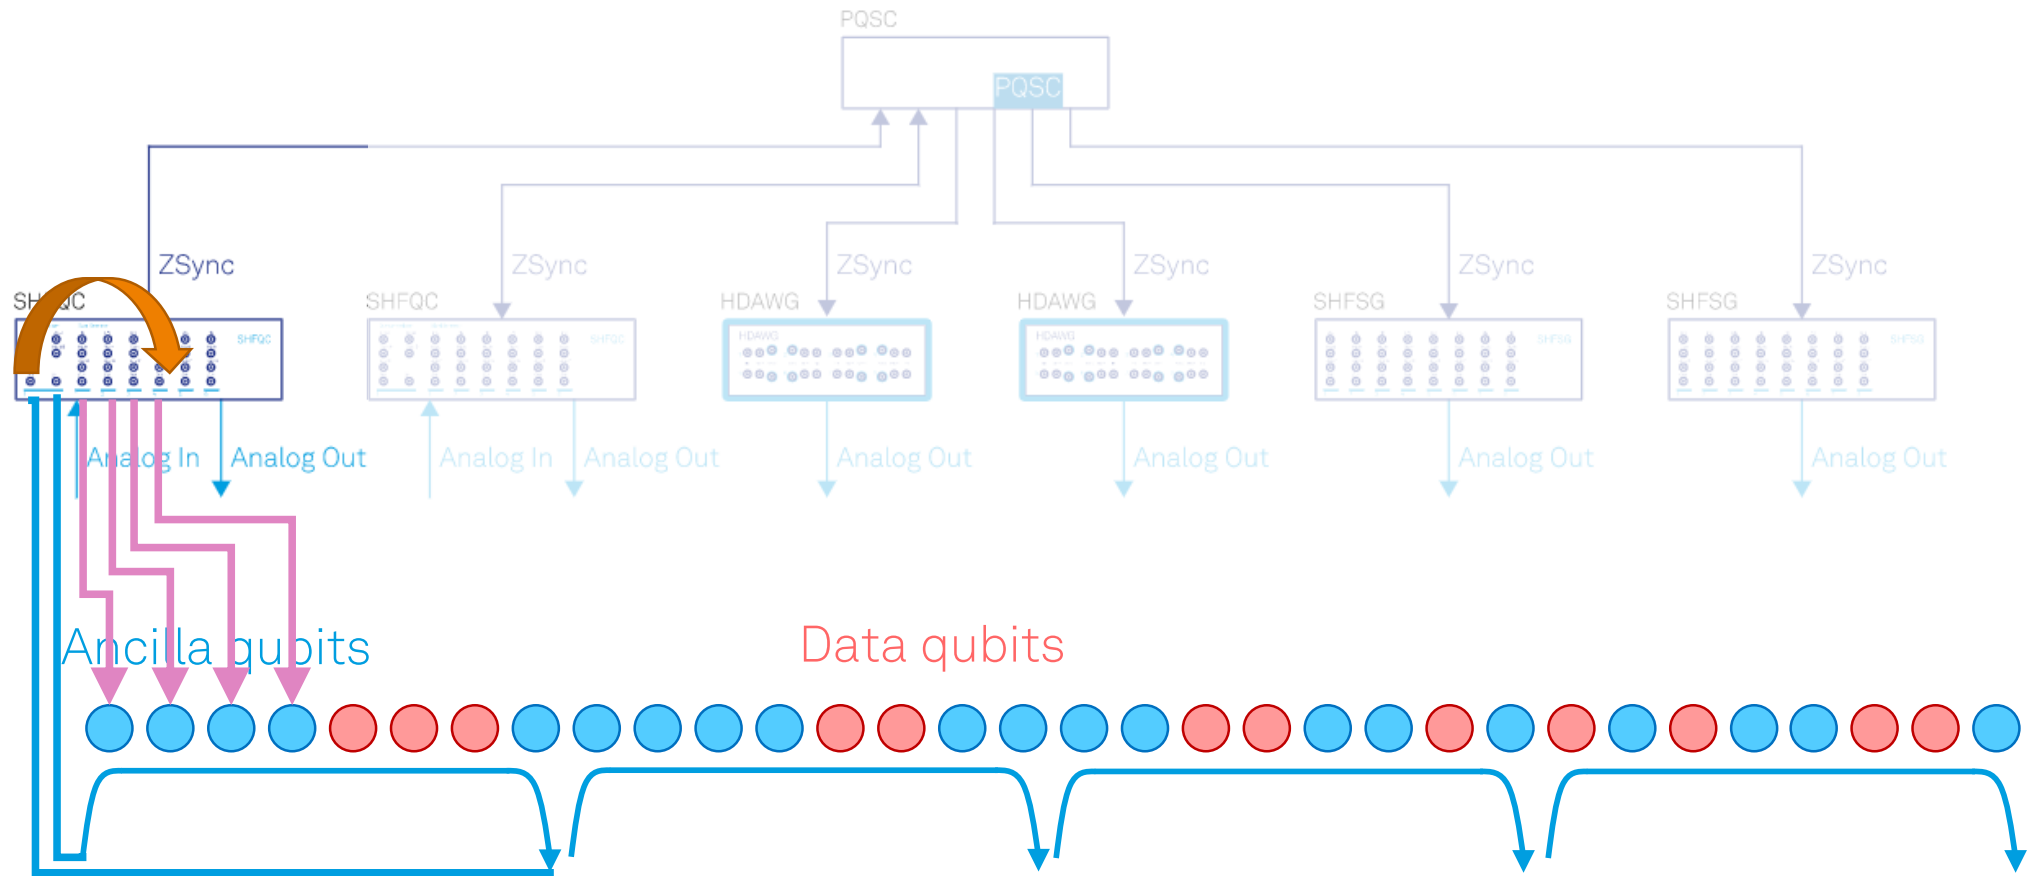 PQSC
PQSC
ZSync
ZSync
ZSync
ZSync
ZSync
ZSync
SHFQC
SHFQC
HDAWG
HDAWG
SHFSG
SHFSG
SHFQC
SHFQC
HDAWG
HDAWG
SHFSG
SHFSG
Analog In
Analog Out
Analog In
Analog Out
Analog Out
Analog Out
Analog Out
Analog Out
Ancilla qubits
Data qubits